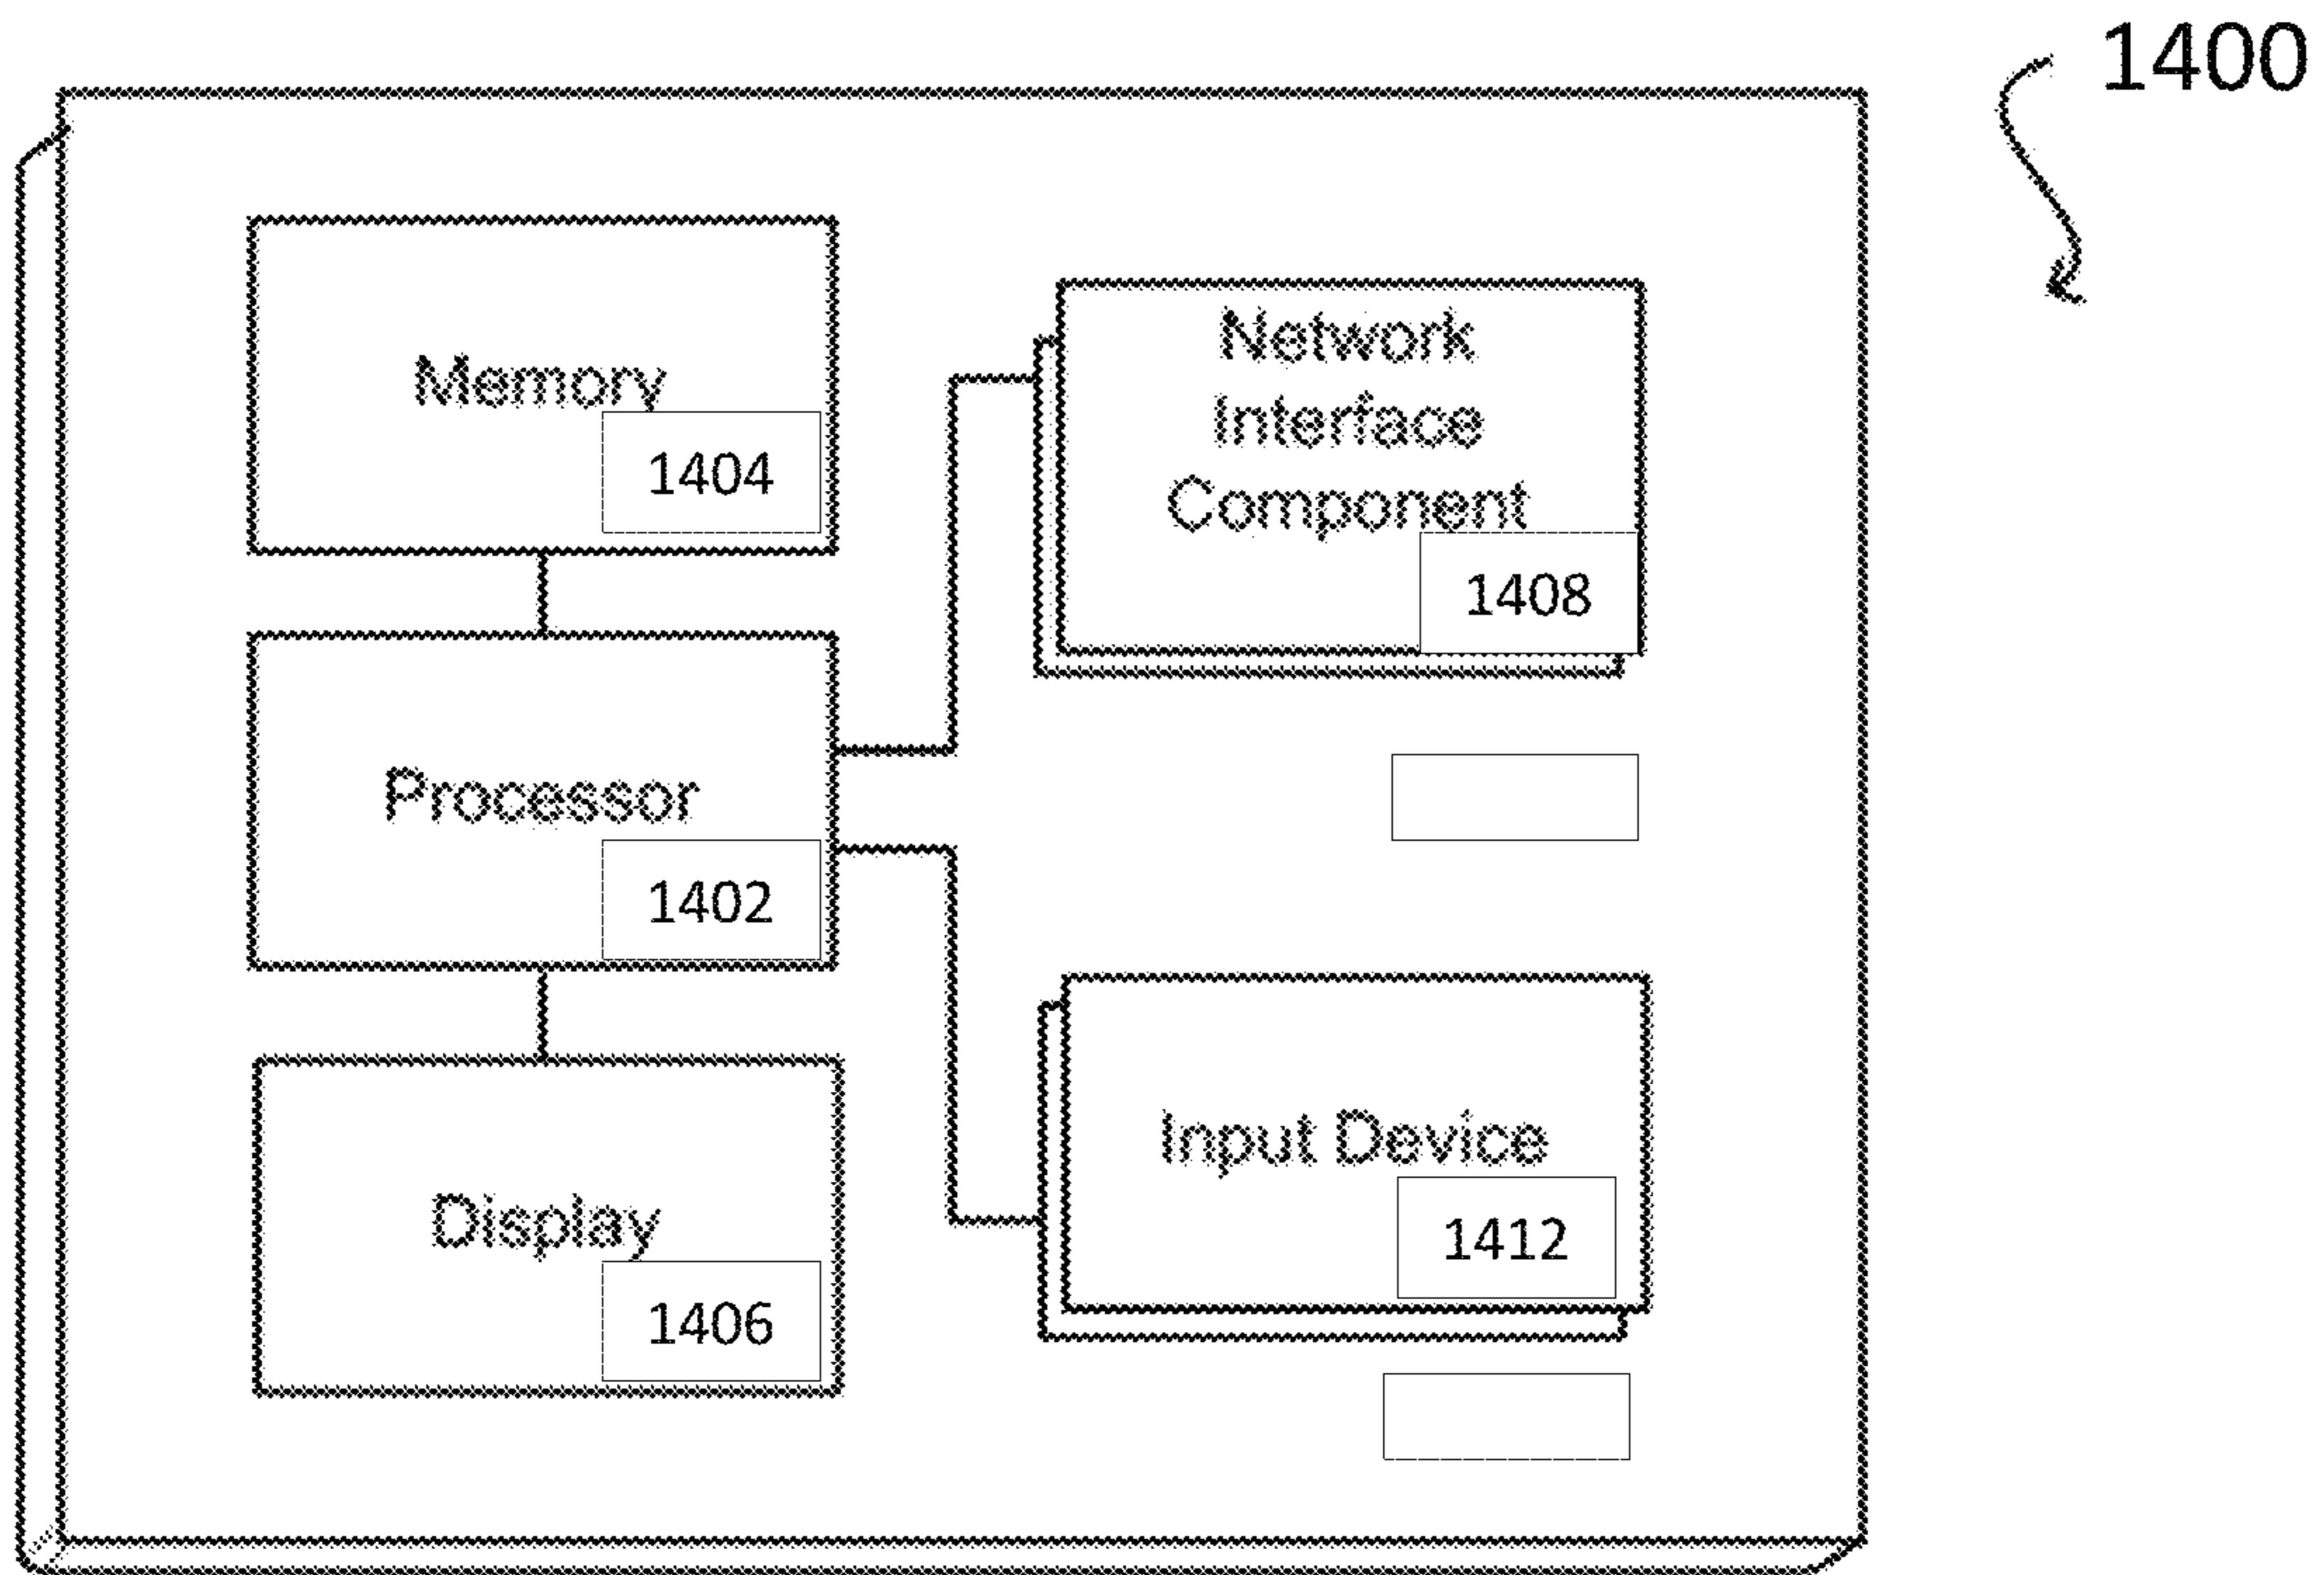 1400
Memory
1404
Network
Interface
Component
1408
Processor
1402
Input Device
1412
Display
1406